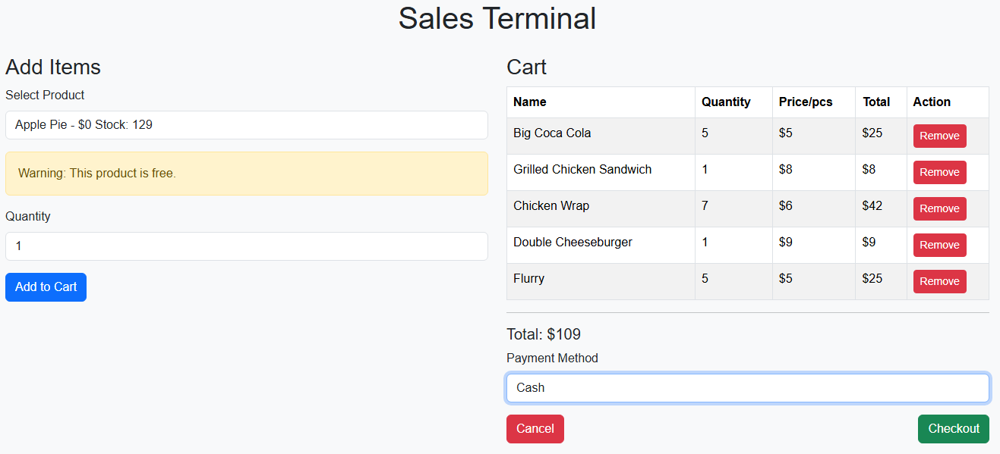 Sales Terminal
Add Items
Select Product
Apple Pie - $0 Stock: 129
Warning: This product is free.
Quantity
1
Add to Cart
Cart
Name Quantity Price/pcs Total Action
Big Coca Cola 5 $5 $25 Remove
Grilled Chicken Sandwich 1 $8 $8 Remove
Chicken Wrap 7 $6 $42 Remove
Double Cheeseburger 1 $9 $9 Remove
Flurry 5 $5 $25 Remove
Total: $109
Payment Method
Cash
Cancel Checkout